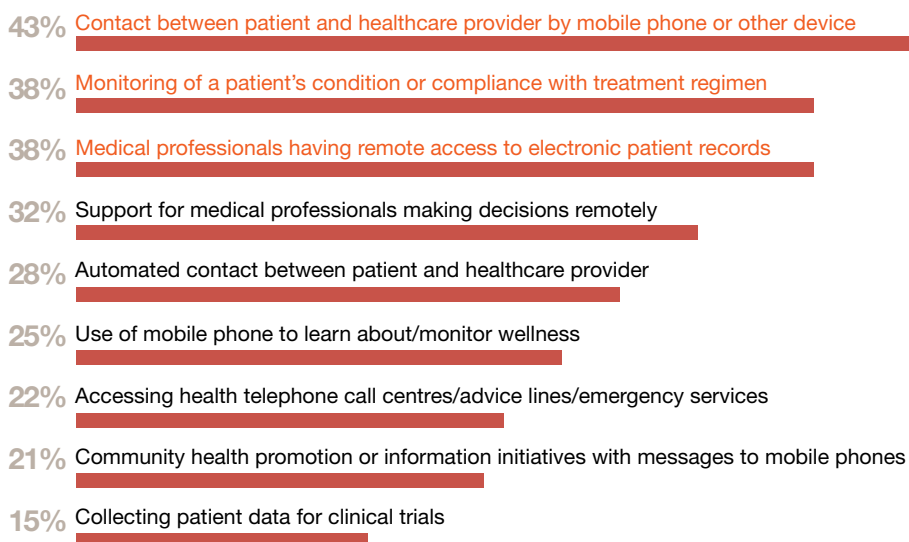 43% Contact between patient and healthcare provider by mobile phone or other device
38% Monitoring of a patient’s condition or compliance with treatment regimen
38% Medical professionals having remote access to electronic patient records
32% Support for medical professionals making decisions remotely
28% Automated contact between patient and healthcare provider
25% Use of mobile phone to learn about/monitor wellness
22% Accessing health telephone call centres/advice lines/emergency services
21% Community health promotion or information initiatives with messages to mobile phones
15% Collecting patient data for clinical trials